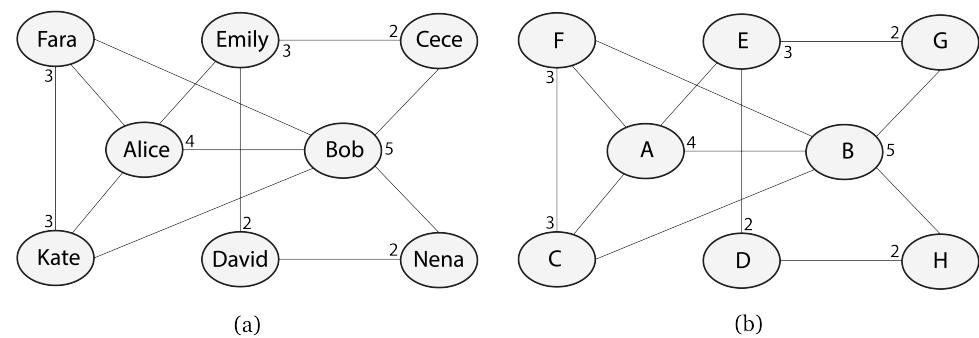 Fara Emily Cece F E G
3 3 2 3 3 2
Alice 4 Bob 5 A 4 B 5
3 2 2 3 2 2
Kate David Nena C D H
(a) (b)